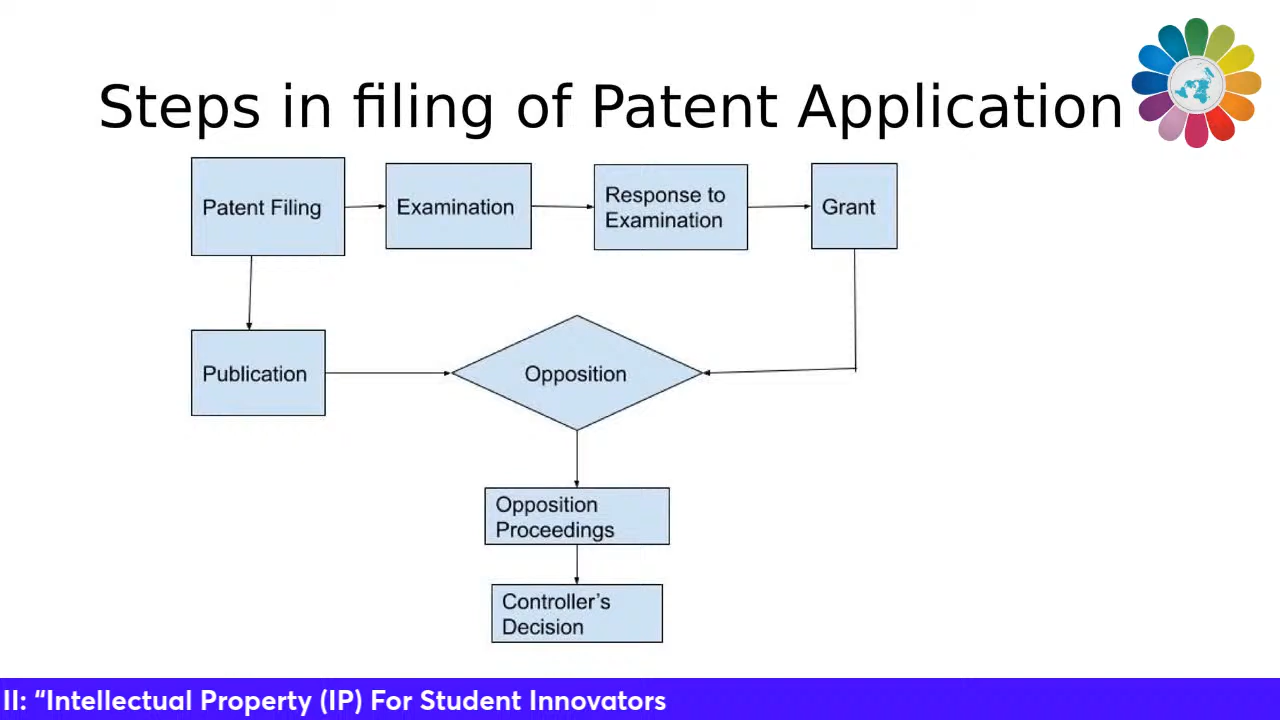 Steps in filing of Patent Application
Patent Filing
Examination
Response to
Examination
Grant
Publication
Opposition
Opposition
Proceedings
Controller’s
Decision
II: “Intellectual Property (IP) For Student Innovators